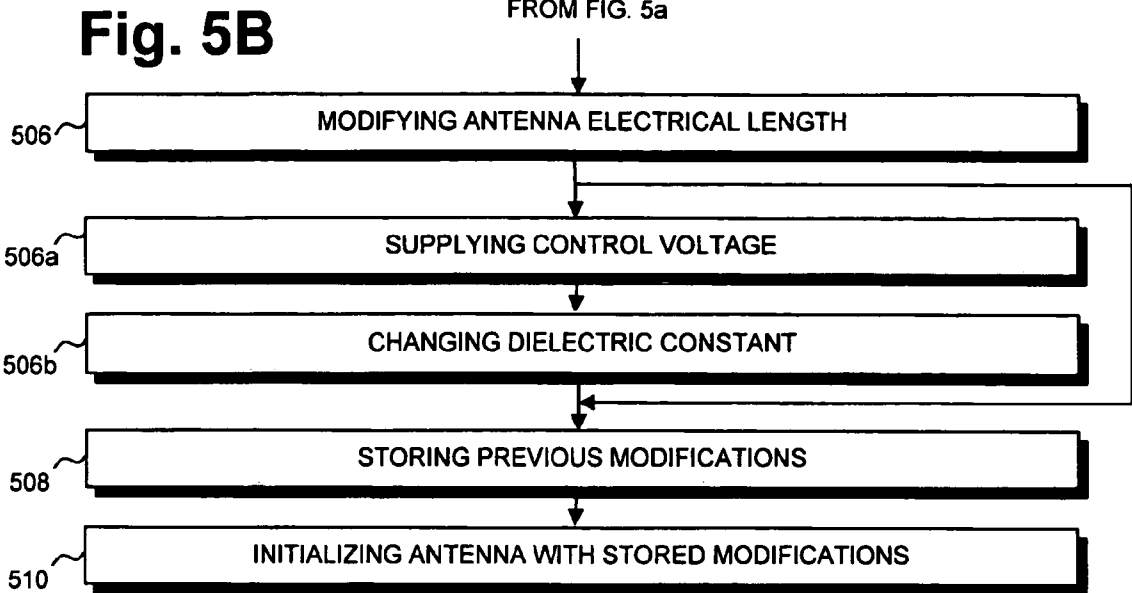 Fig. 5B
FROM FIG. 5a
506
MODIFYING ANTENNA ELECTRICAL LENGTH
506a
SUPPLYING CONTROL VOLTAGE
506b
CHANGING DIELECTRIC CONSTANT
508
STORING PREVIOUS MODIFICATIONS
510
INITIALIZING ANTENNA WITH STORED MODIFICATIONS